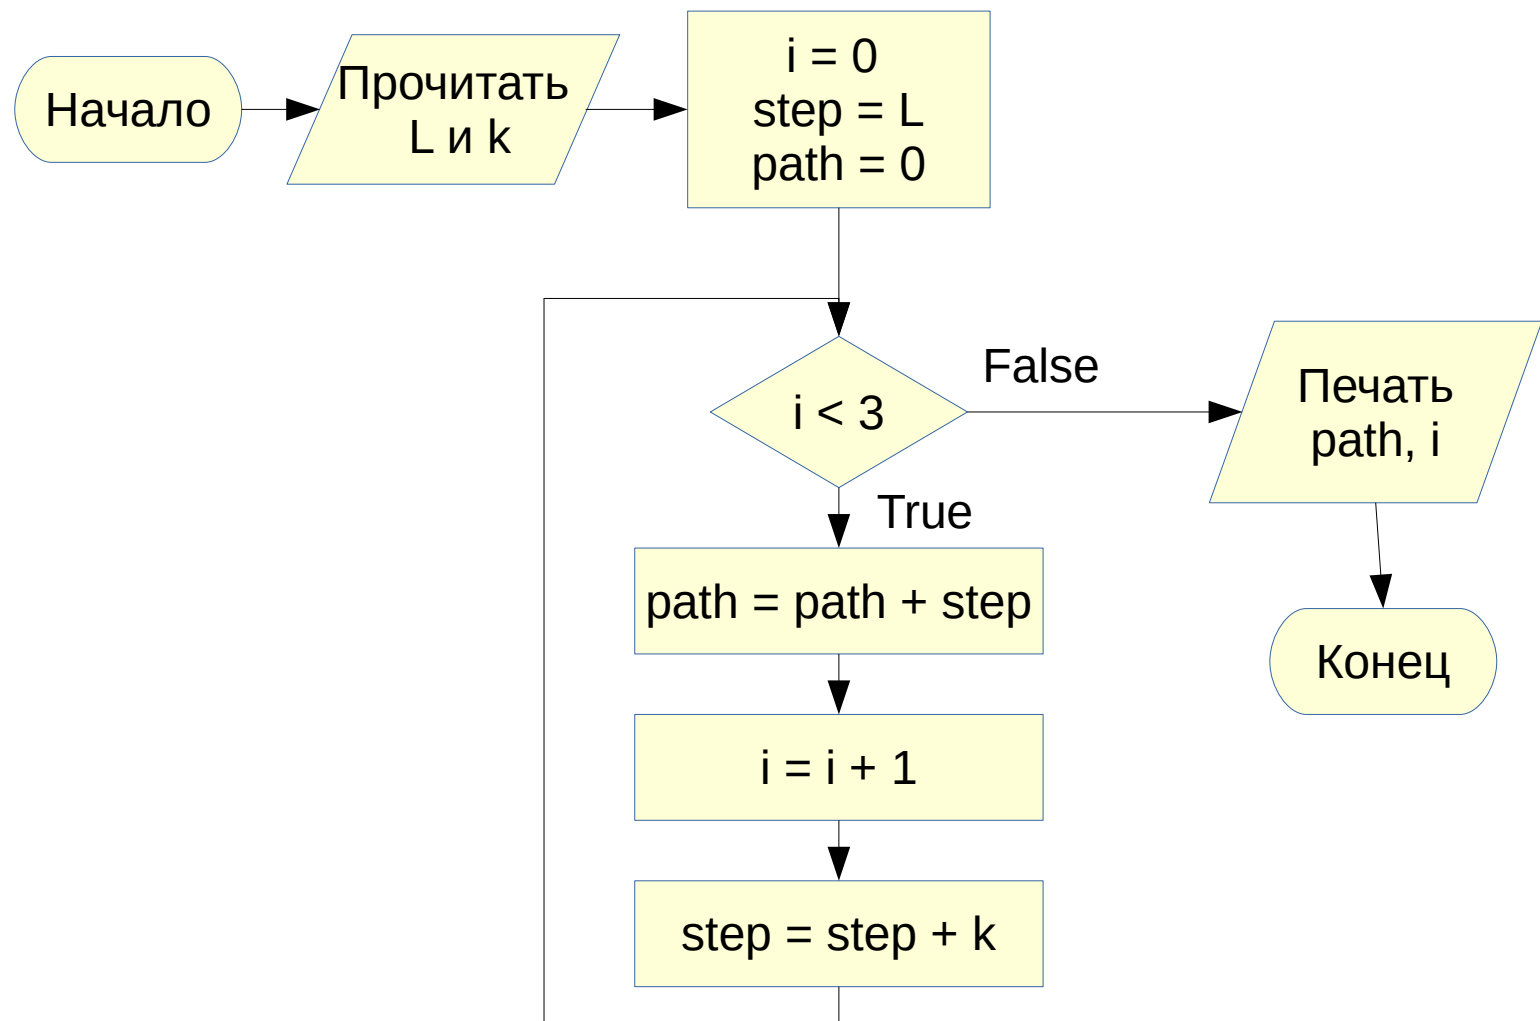 Начало
Прочитать
L и k
i = 0
step = L
path = 0
i < 3
False
Печать
path, i
True
path = path + step
Конец
i = i + 1
step = step + k